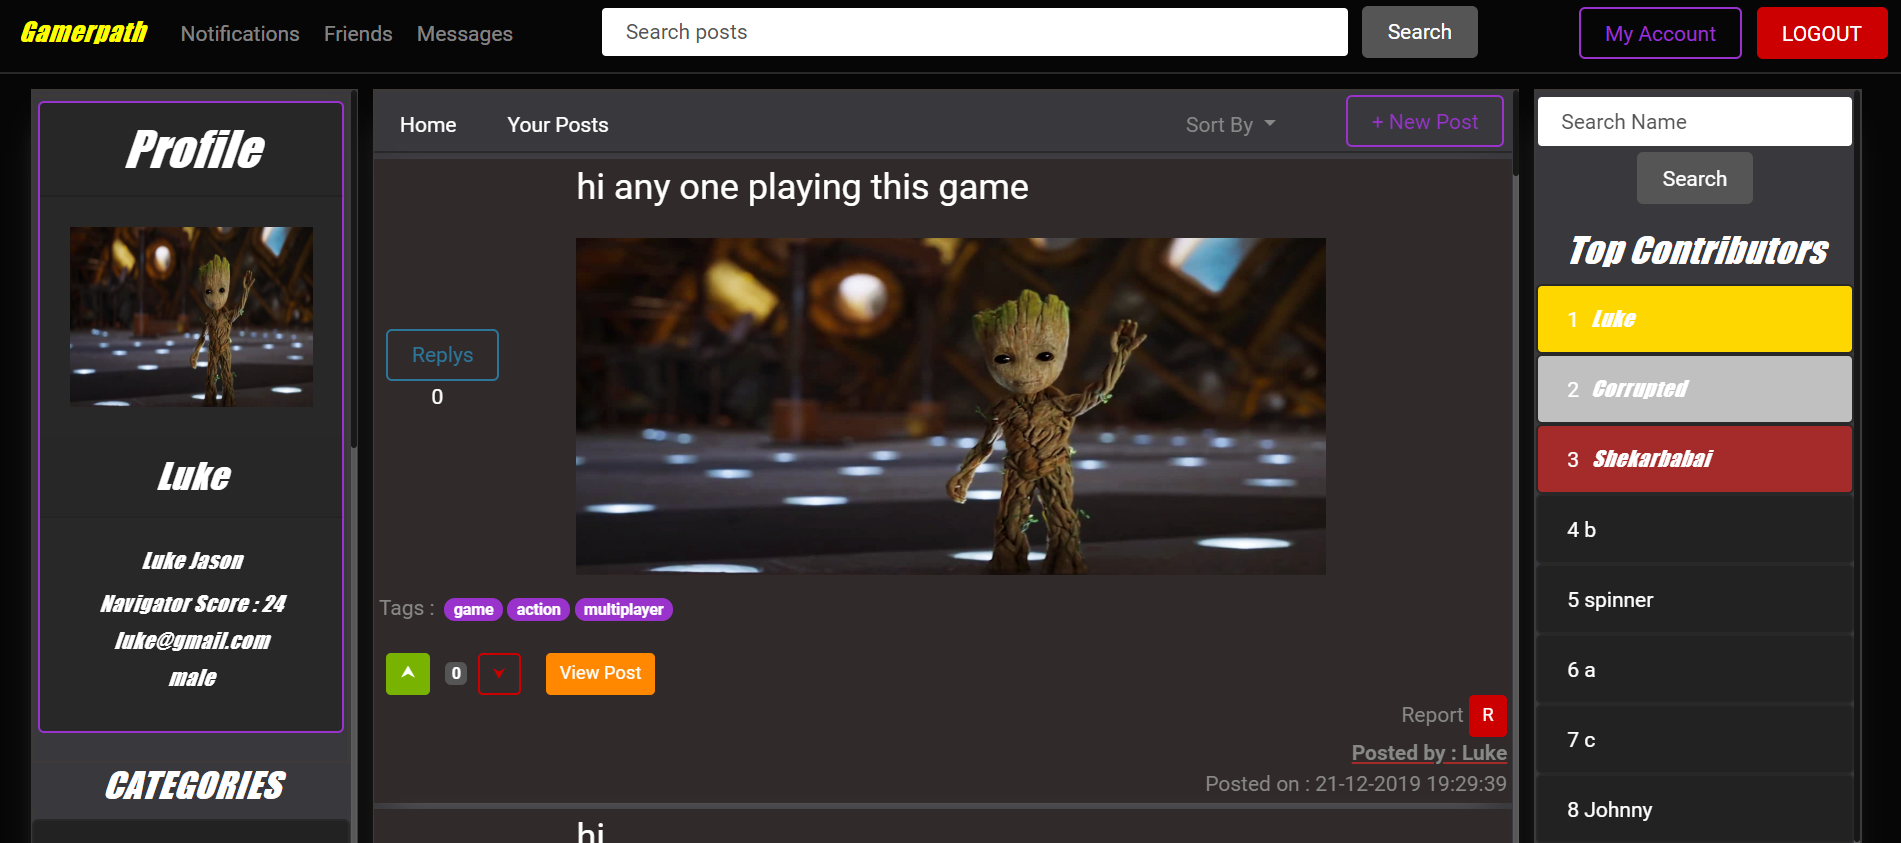 Gamerpath Notifications Friends Messages Search posts Search My Account LOGOUT
Profile
Luke
Luke Jason
Navigator Score : 24
luke@gmail.com
male
CATEGORIES
Home Your Posts Sort By + New Post
hi any one playing this game
Replys
0
Tags : game action multiplayer
0 View Post
Report R
Posted by : Luke
Posted on : 21-12-2019 19:29:39
hi
Search Name
Search
Top Contributors
1 Luke
2 Corrupted
3 Shekarbabai
4 b
5 spinner
6 a
7 c
8 Johnny